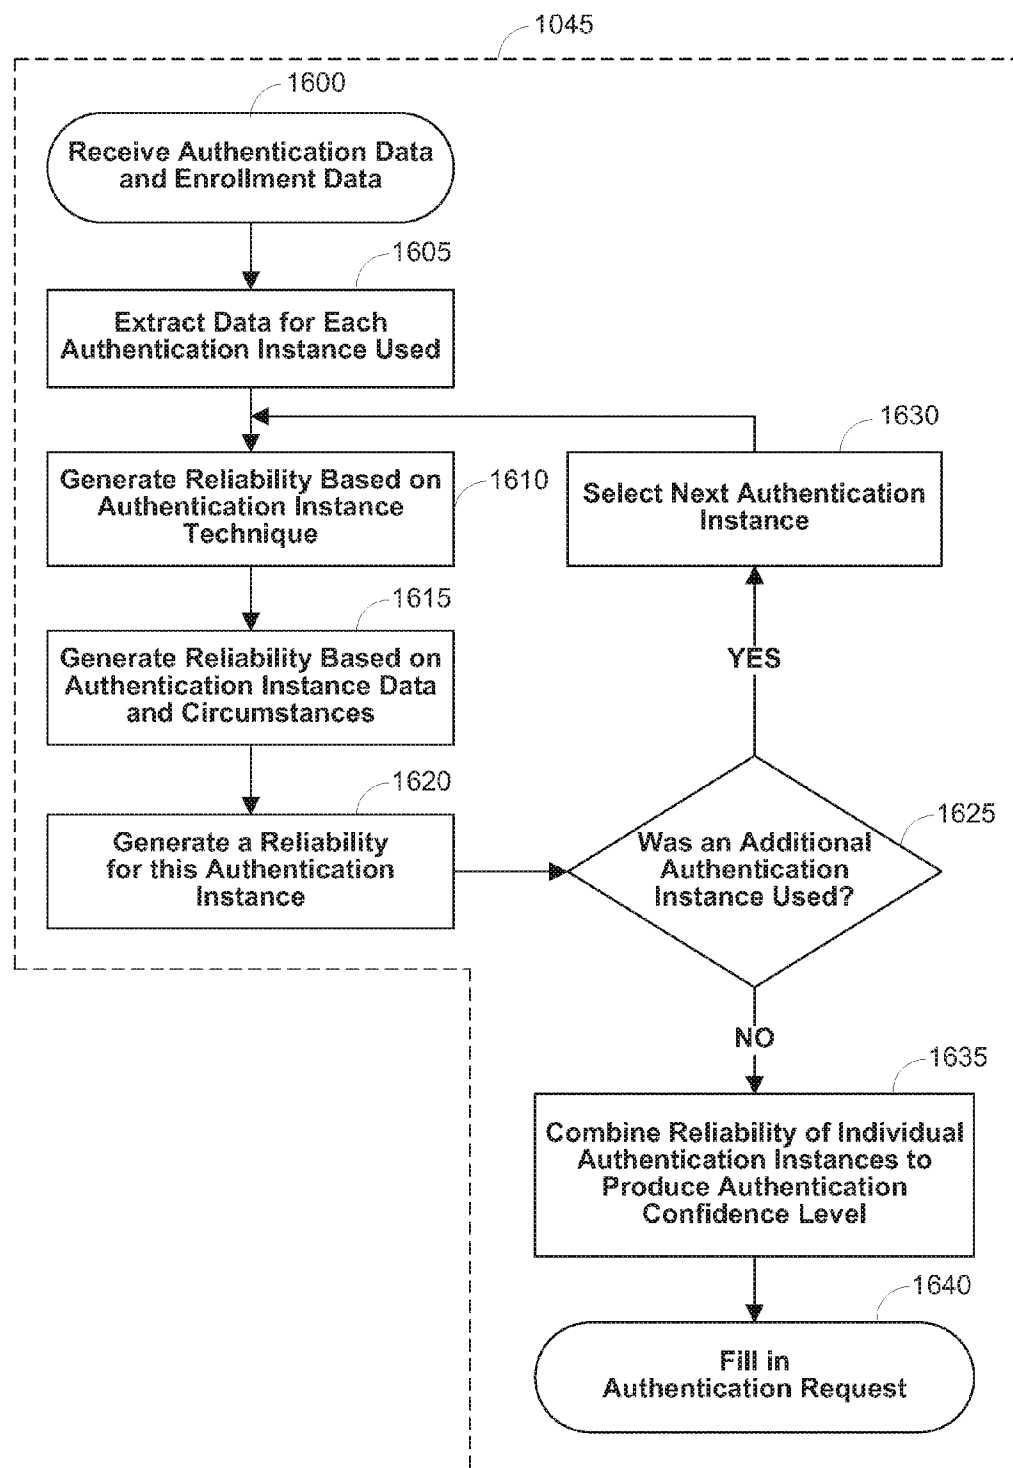 1045
1600
Receive Authentication Data
and Enrollment Data
1605
Extract Data for Each
Authentication Instance Used
1630
Generate Reliability Based on
Authentication Instance
Technique
1610
Select Next Authentication
Instance
1615
Generate Reliability Based on
Authentication Instance Data
and Circumstances
YES
1620
Generate a Reliability
for this Authentication
Instance
1625
Was an Additional
Authentication
Instance Used?
NO
1635
Combine Reliability of Individual
Authentication Instances to
Produce Authentication
Confidence Level
1640
Fill in
Authentication Request